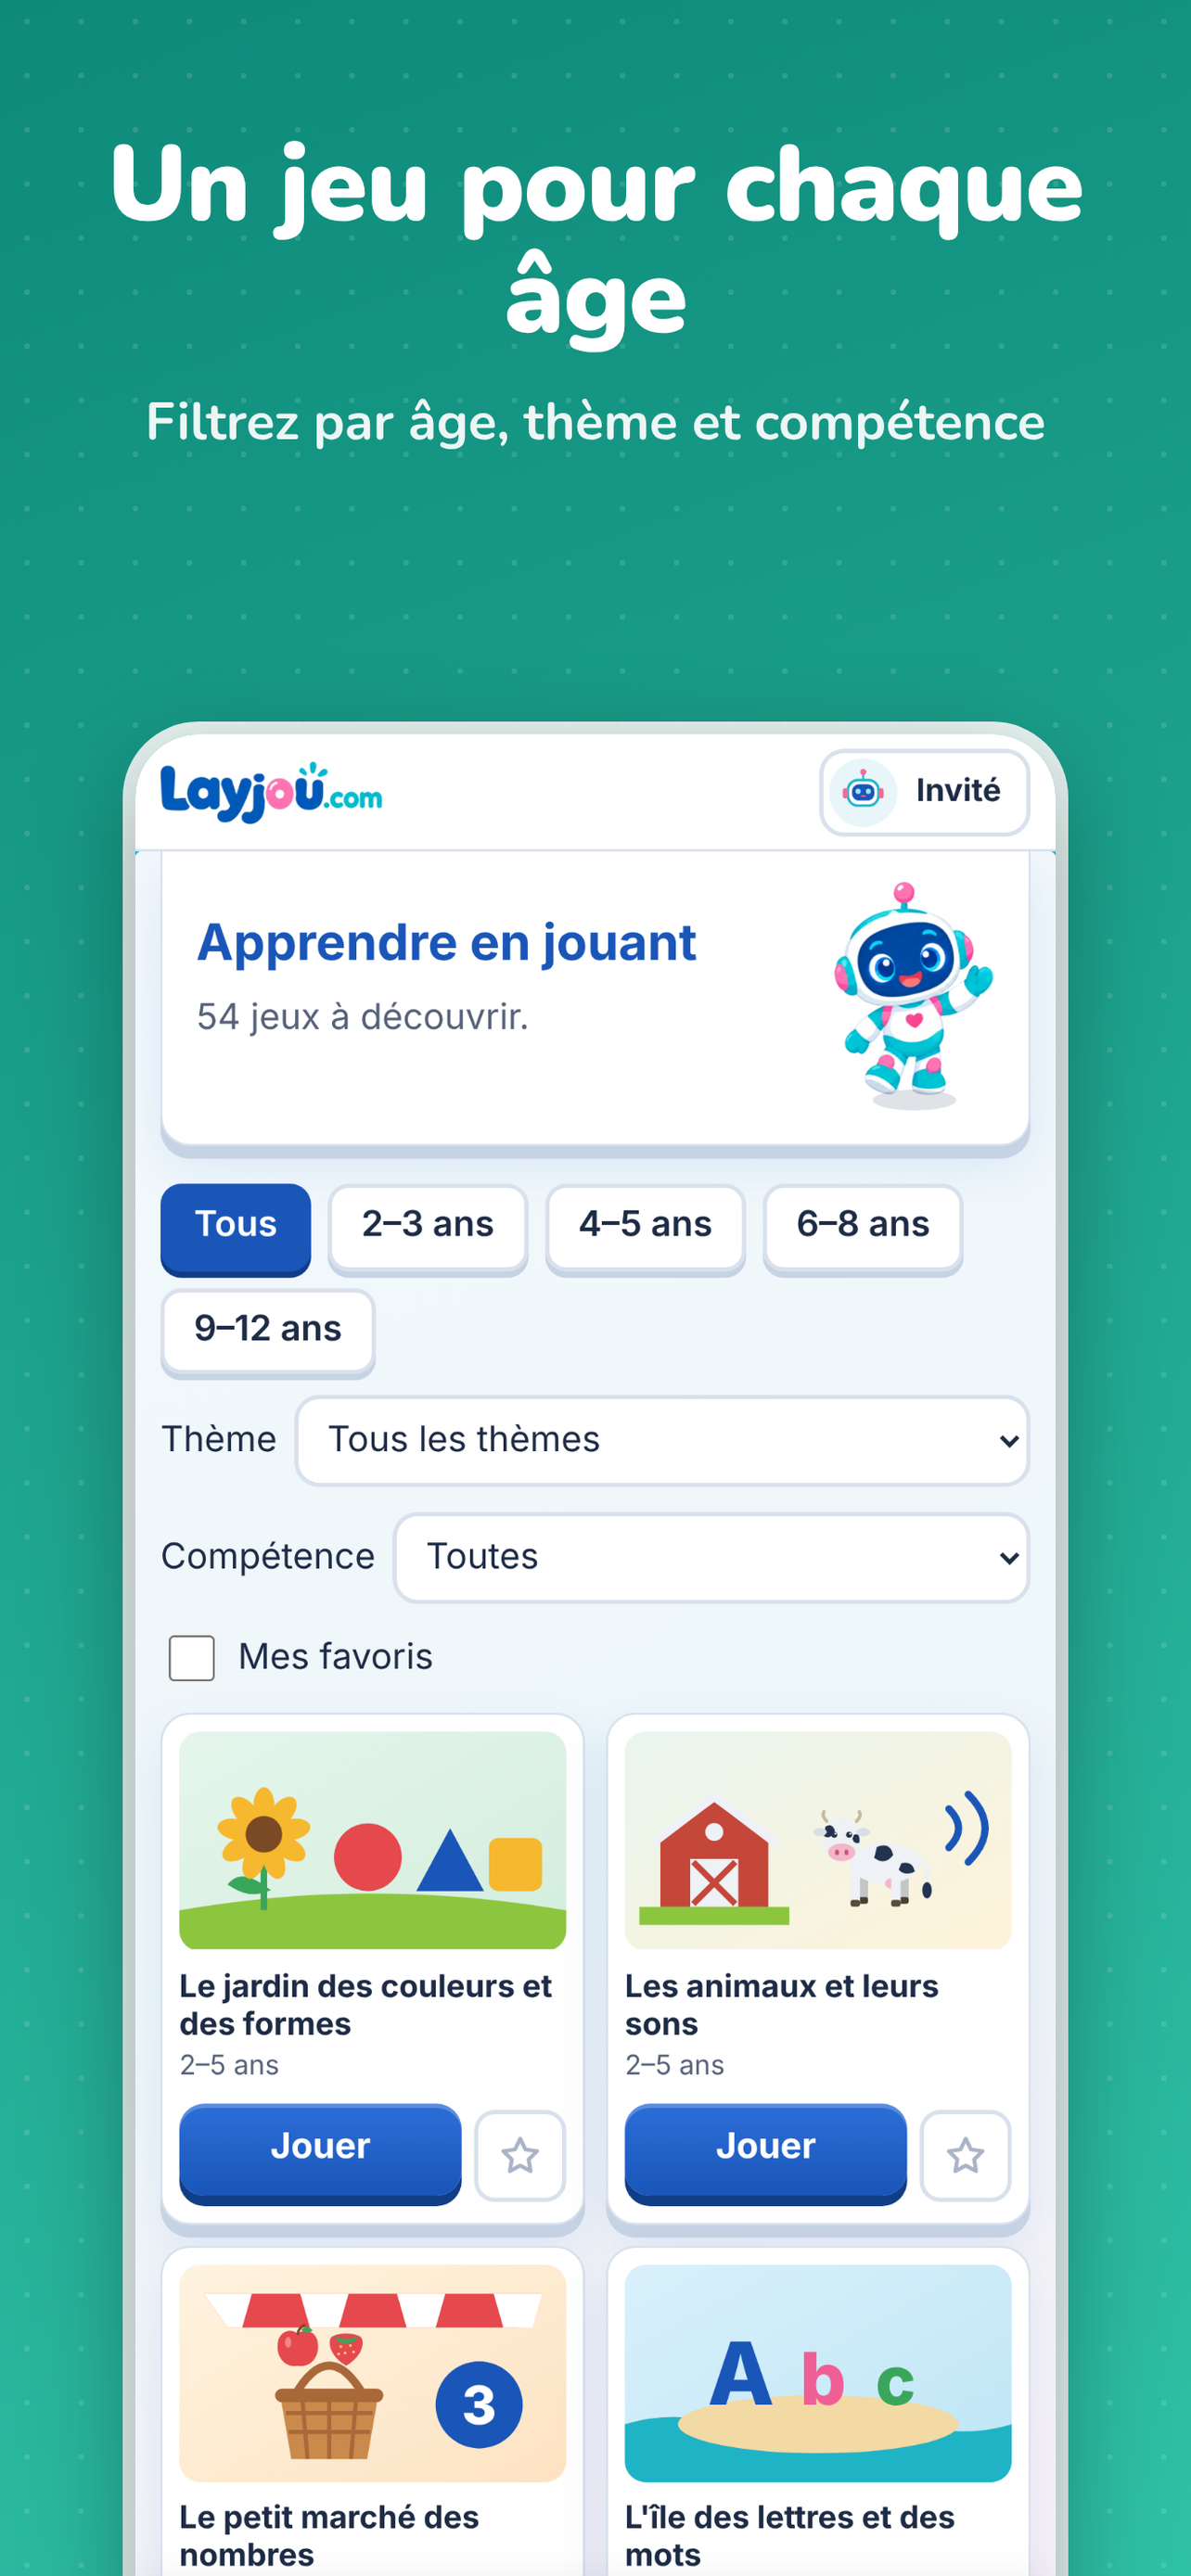 Un jeu pour chaque
âge
Filtrez par âge, thème et compétence
Layjoü.com
Invité
Apprendre en jouant
54 jeux à découvrir.
Tous
2–3 ans
4–5 ans
6–8 ans
9–12 ans
Thème
Tous les thèmes
Compétence
Toutes
Mes favoris
Le jardin des couleurs et
des formes
2–5 ans
Jouer
Les animaux et leurs
sons
2–5 ans
Jouer
3
Le petit marché des
nombres
A b c
L'île des lettres et des
mots